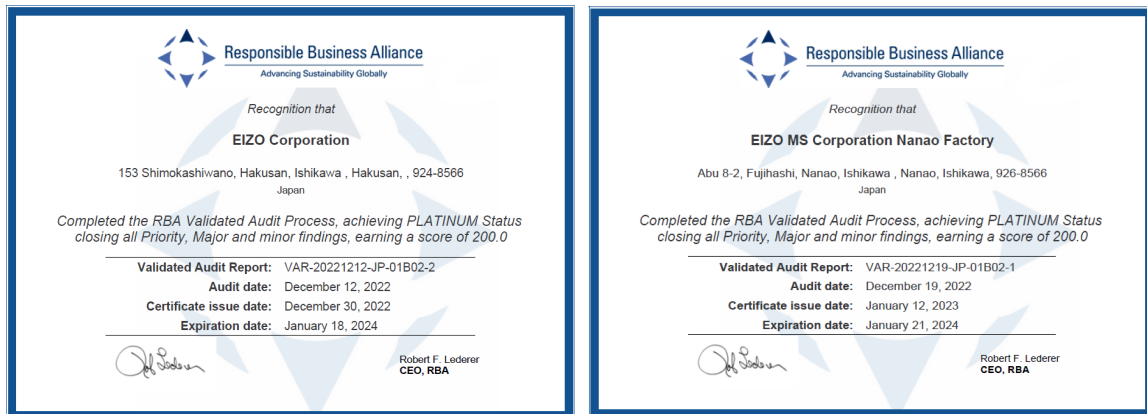 Responsible Business Alliance
Advancing Sustainability Globally
Recognition that
EIZO Corporation
153 Shimokashiwano, Hakusan, Ishikawa , Hakusan, , 924-8566
Japan
Completed the RBA Validated Audit Process, achieving PLATINUM Status
closing all Priority, Major and minor findings, earning a score of 200.0
Validated Audit Report: VAR-20221212-JP-01B02-2
Audit date: December 12, 2022
Certificate issue date: December 30, 2022
Expiration date: January 18, 2024
Robert F. Lederer
CEO, RBA
Responsible Business Alliance
Advancing Sustainability Globally
Recognition that
EIZO MS Corporation Nanao Factory
Abu 8-2, Fujihashi, Nanao, Ishikawa , Nanao, Ishikawa, 926-8566
Japan
Completed the RBA Validated Audit Process, achieving PLATINUM Status
closing all Priority, Major and minor findings, earning a score of 200.0
Validated Audit Report: VAR-20221219-JP-01B02-1
Audit date: December 19, 2022
Certificate issue date: January 12, 2023
Expiration date: January 21, 2024
Robert F. Lederer
CEO, RBA